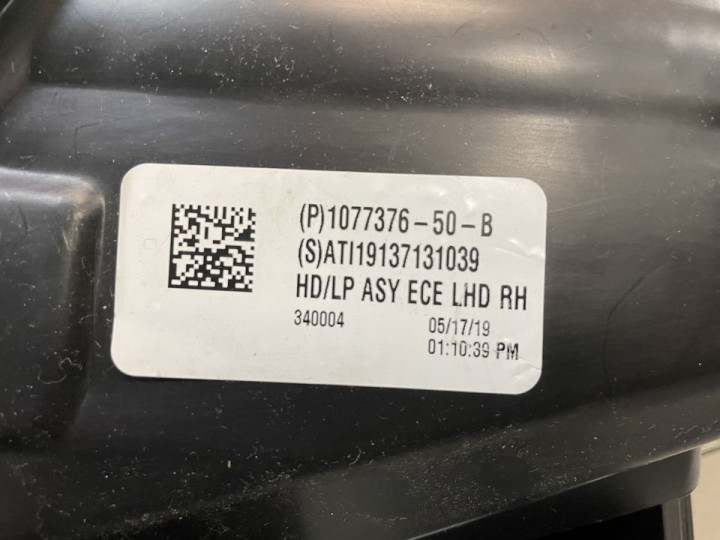 (P)1077376-50-B
(S)ATI19137131039
HD/LP ASY ECE LHD RH
340004 05/17/19
01:10:39 PM